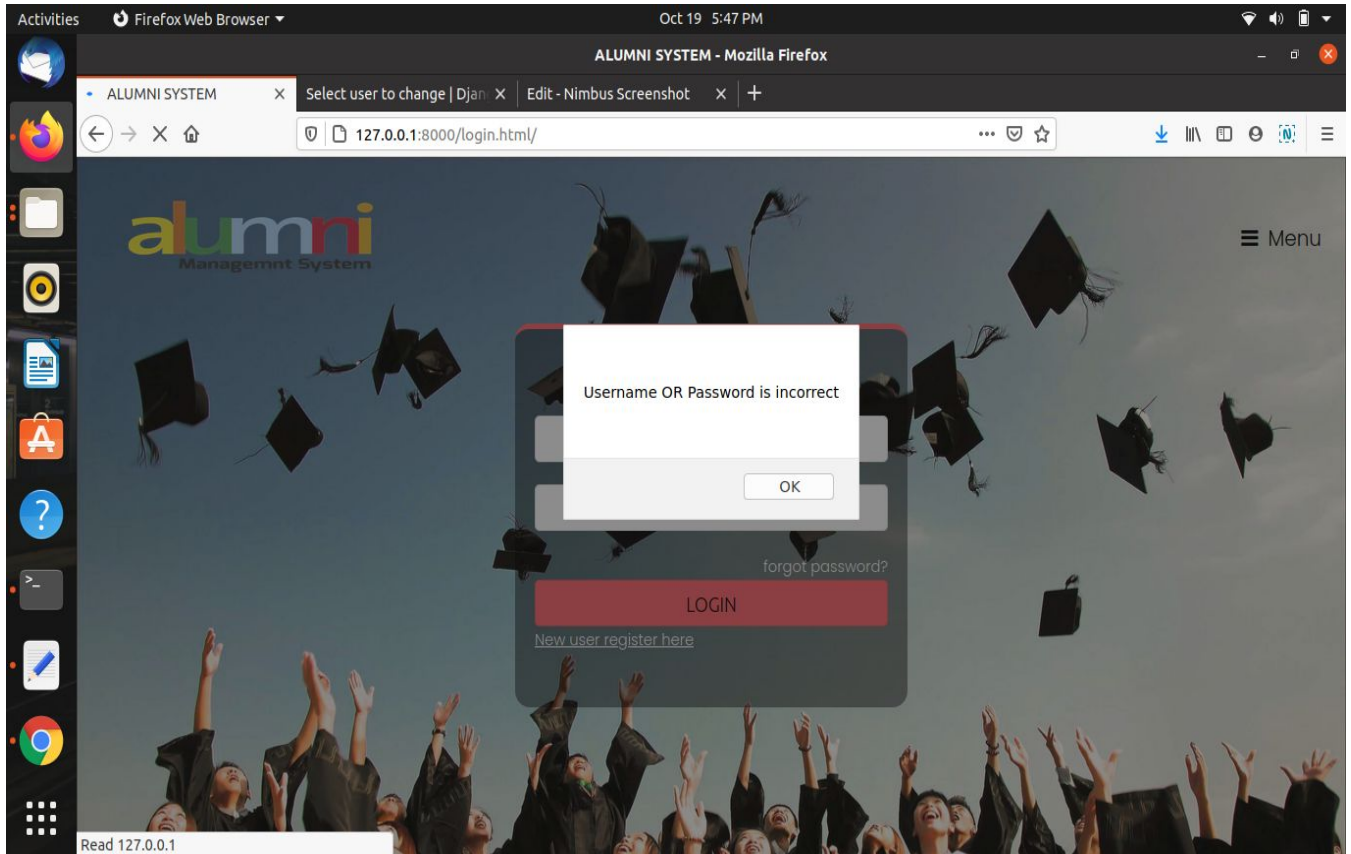 Activities Firefox Web Browser Oct 19 5:47 PM
ALUMNI SYSTEM - Mozilla Firefox
ALUMNI SYSTEM Select user to change | Djan Edit - Nimbus Screenshot
127.0.0.1:8000/login.html/
alumni
Managemnt System
Menu
Username OR Password is incorrect
OK
forgot password?
LOGIN
New user register here
Read 127.0.0.1